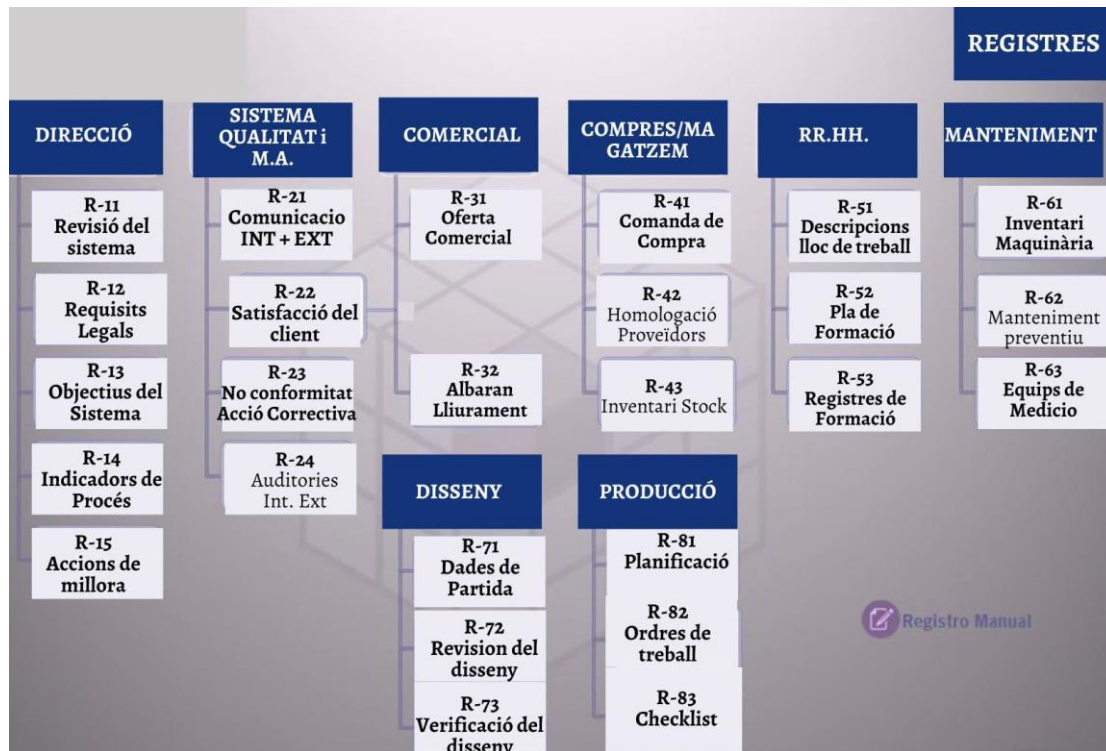 REGISTRES
DIRECCIÓ
R-11
Revisió del
sistema
R-12
Requisits
Legals
R-13
Objectius del
Sistema
R-14
Indicadors de
Procés
R-15
Accions de
millora
SISTEMA
QUALITAT i
M.A.
R-21
Comunicacio
INT + EXT
R-22
Satisfacció del
client
R-23
No conformitat
Acció Correctiva
R-24
Auditories
Int. Ext
COMERCIAL
R-31
Oferta
Comercial
R-32
Albaran
Lliurament
COMPRES/MA
GATZEM
R-41
Comanda de
Compra
R-42
Homologació
Proveïdors
R-43
Inventari Stock
RR.HH.
R-51
Descripcions
lloc de treball
R-52
Pla de
Formació
R-53
Registres de
Formació
MANTENIMENT
R-61
Inventari
Maquinària
R-62
Manteniment
preventiu
R-63
Equips de
Medicio
DISSENY
R-71
Dades de
Partida
R-72
Revision del
disseny
R-73
Verificació del
disseny
PRODUCCIÓ
R-81
Planificació
R-82
Ordres de
treball
R-83
Checklist
Registro Manual